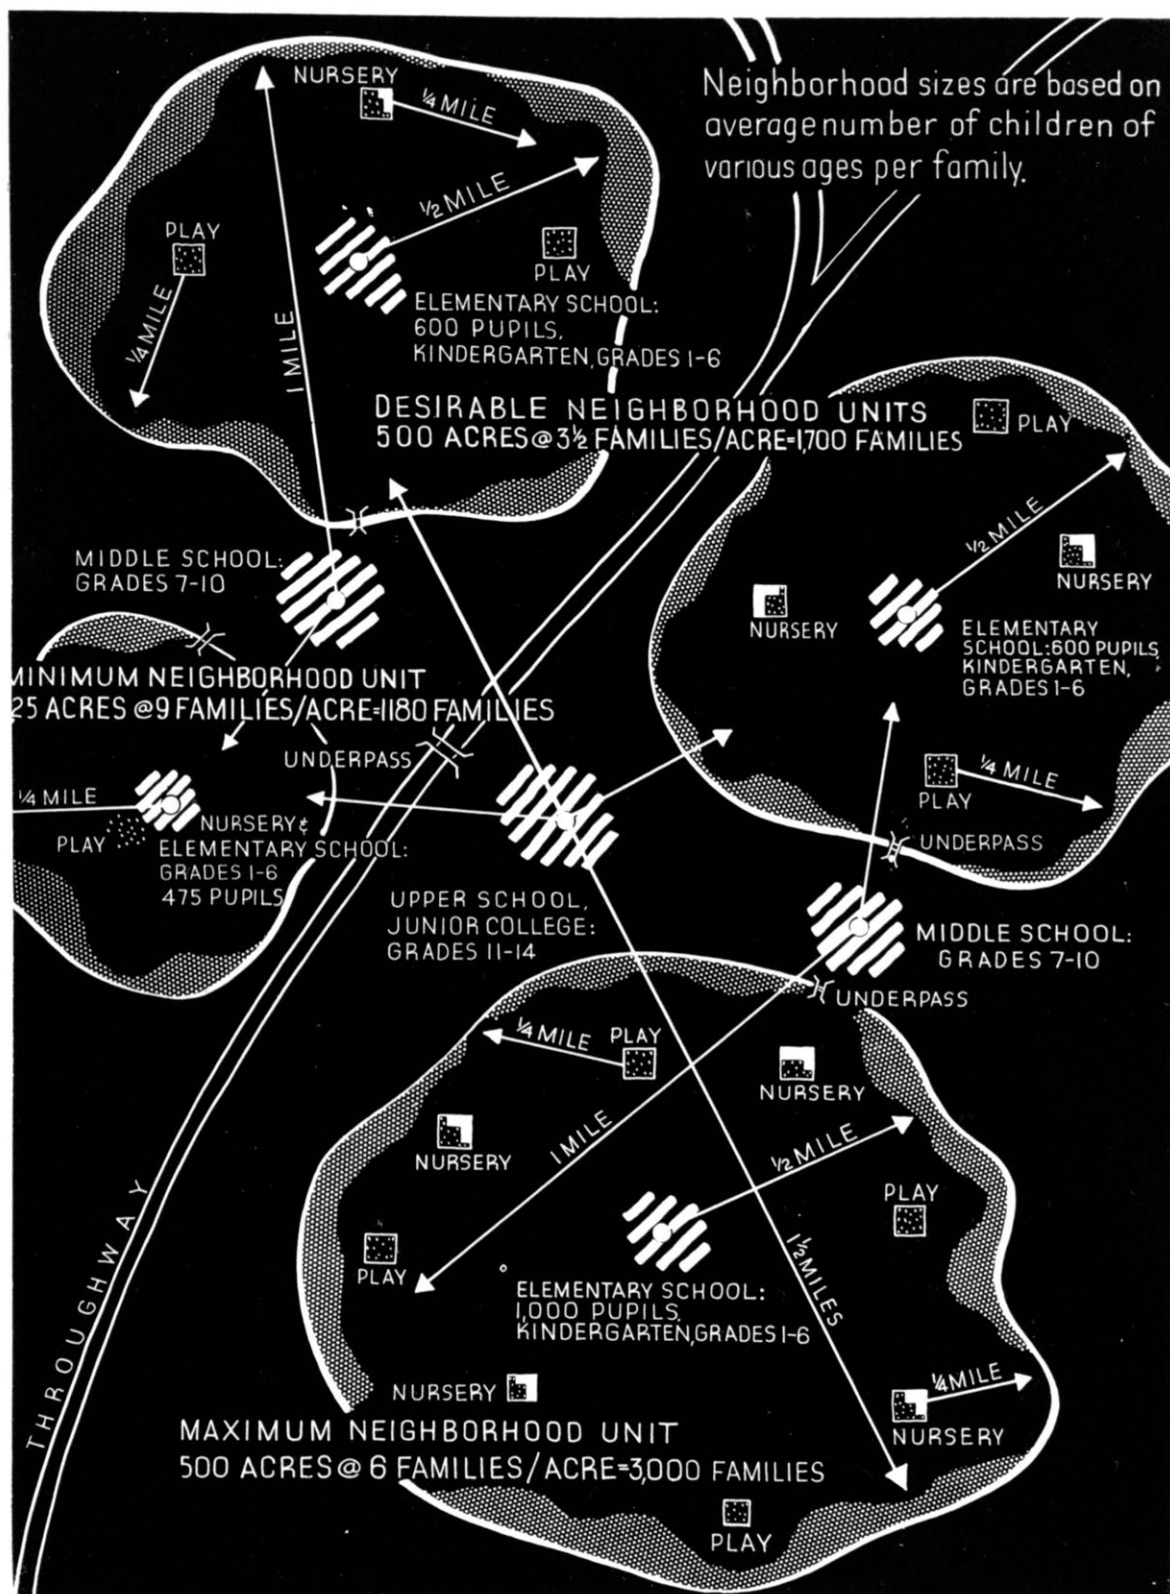 Neighborhood sizes are based on
average number of children of
various ages per family.
NURSERY
¼ MILE
½ MILE
PLAY
PLAY
¼ MILE
1 MILE
ELEMENTARY SCHOOL:
600 PUPILS,
KINDERGARTEN, GRADES 1-6
DESIRABLE NEIGHBORHOOD UNITS
500 ACRES @ 3½ FAMILIES/ACRE=1,700 FAMILIES
PLAY
½ MILE
NURSERY
NURSERY
ELEMENTARY
SCHOOL: 600 PUPILS,
KINDERGARTEN,
GRADES 1-6
MIDDLE SCHOOL:
GRADES 7-10
MINIMUM NEIGHBORHOOD UNIT
25 ACRES @ 9 FAMILIES/ACRE=1180 FAMILIES
UNDERPASS
¼ MILE
PLAY
NURSERY &
ELEMENTARY SCHOOL:
GRADES 1-6
475 PUPILS
¼ MILE
PLAY
UNDERPASS
UPPER SCHOOL,
JUNIOR COLLEGE:
GRADES 11-14
MIDDLE SCHOOL:
GRADES 7-10
UNDERPASS
¼ MILE
PLAY
NURSERY
NURSERY
1 MILE
½ MILE
PLAY
PLAY
1½ MILES
ELEMENTARY SCHOOL:
1,000 PUPILS,
KINDERGARTEN, GRADES 1-6
NURSERY
¼ MILE
NURSERY
MAXIMUM NEIGHBORHOOD UNIT
500 ACRES @ 6 FAMILIES/ACRE=3,000 FAMILIES
PLAY
THROUGHWAY